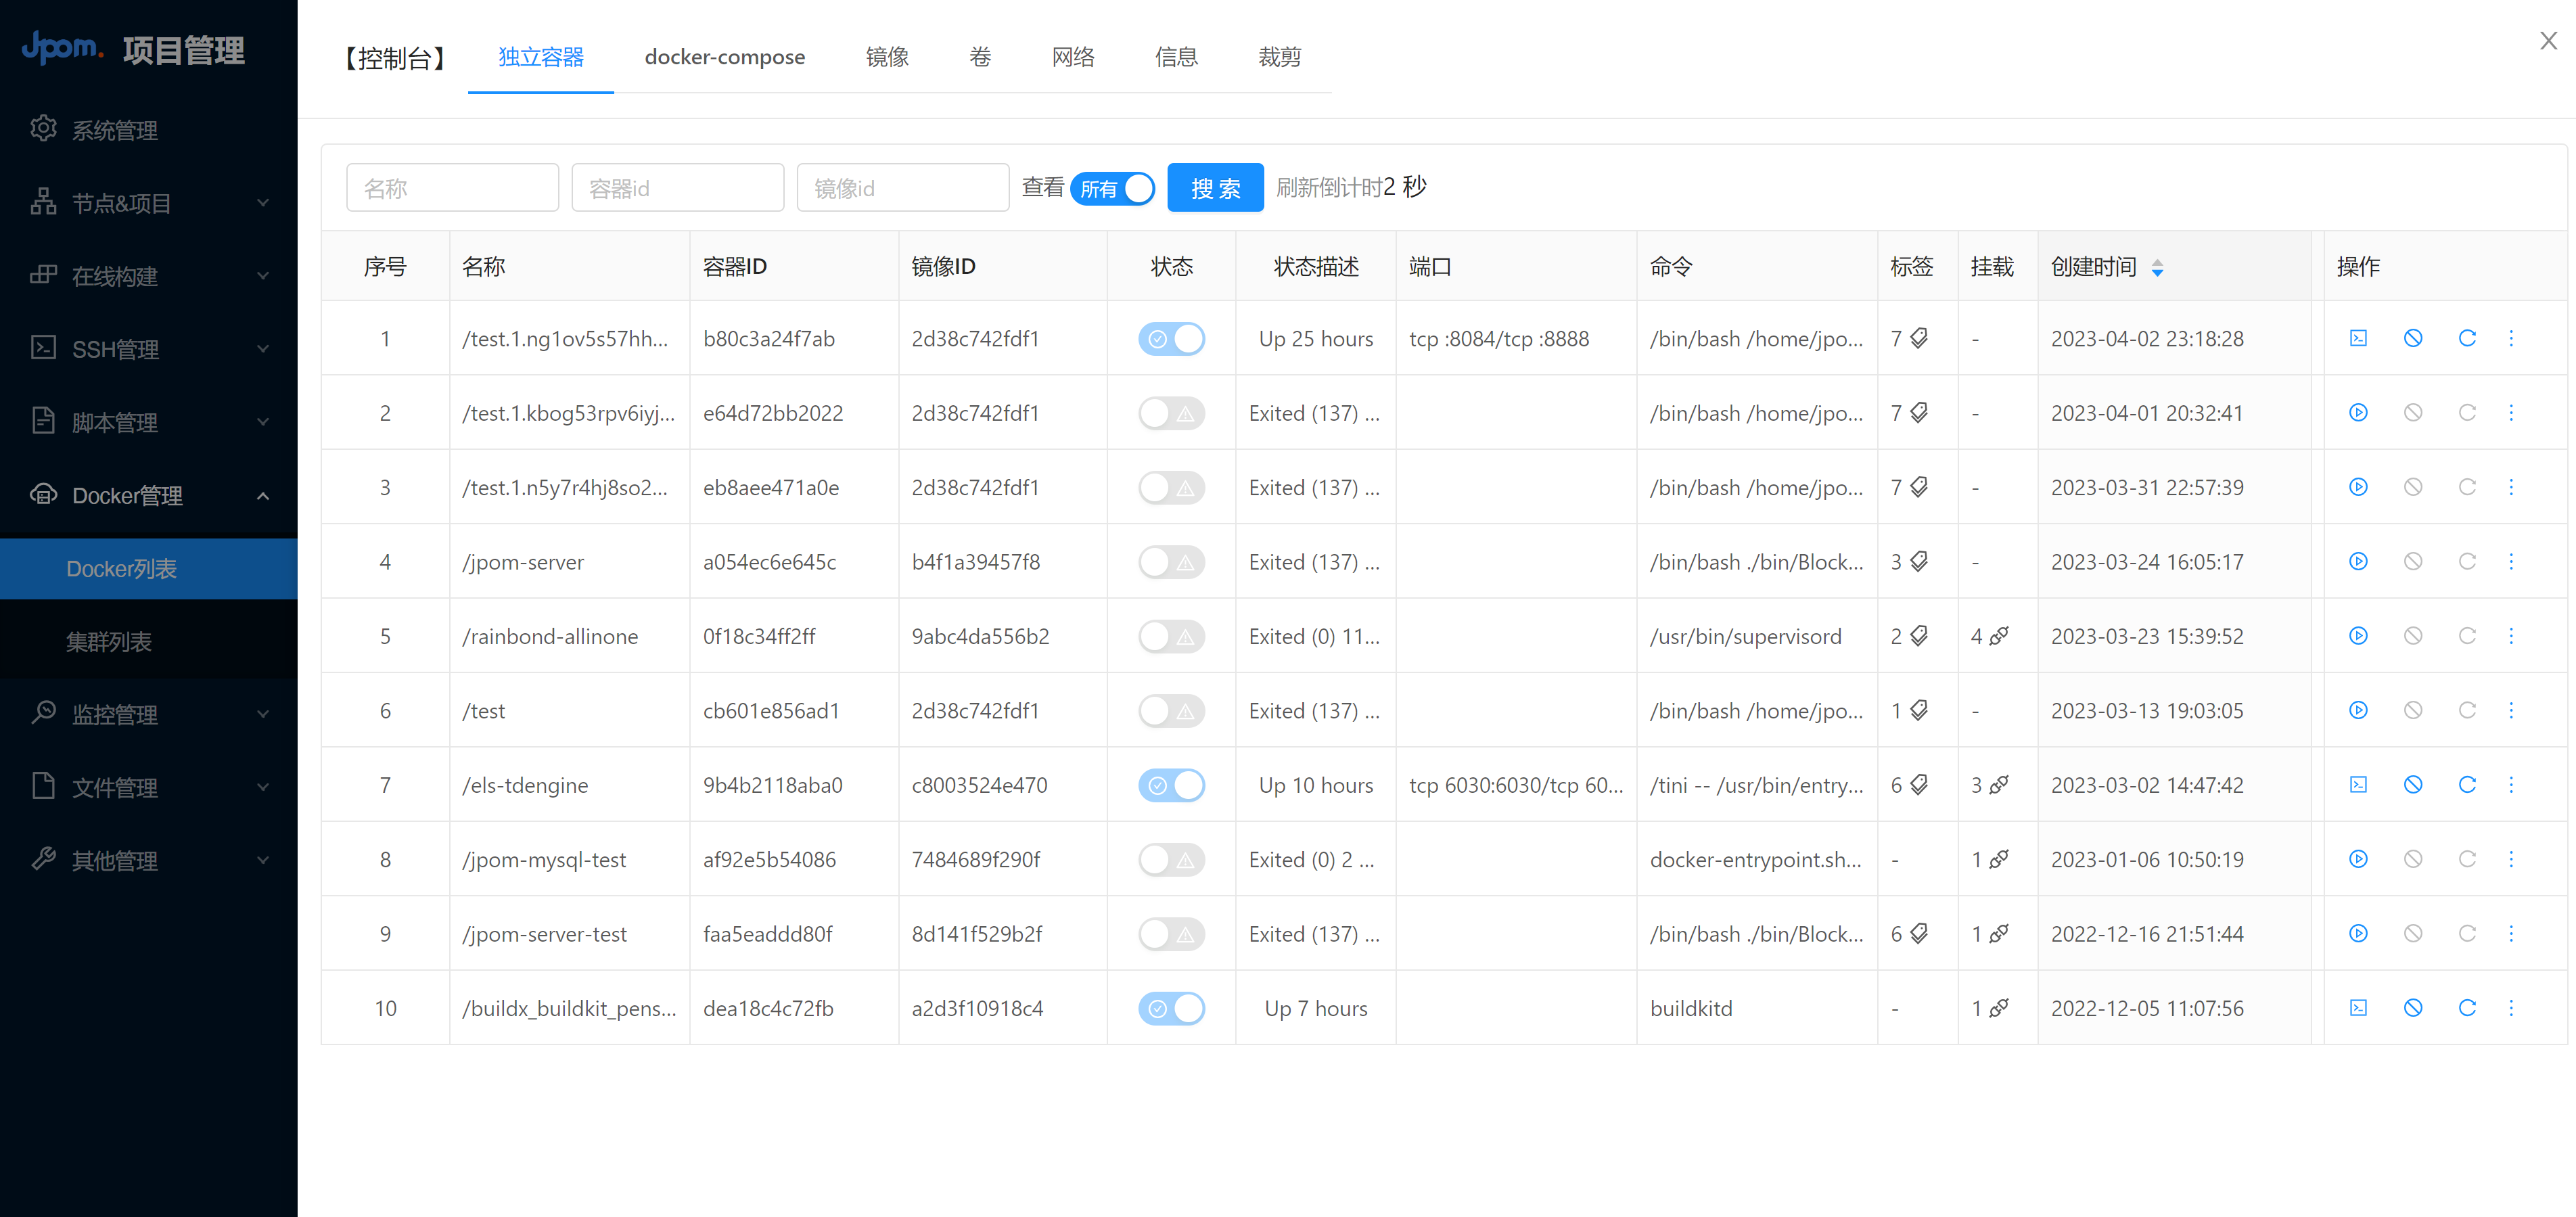 Jpom. 项目管理
系统管理
节点&项目
在线构建
SSH管理
脚本管理
Docker管理
Docker列表
集群列表
监控管理
文件管理
其他管理
【控制台】 独立容器 docker-compose 镜像 卷 网络 信息 裁剪 X
名称 容器id 镜像id 查看 所有 搜 索 刷新倒计时2 秒
序号 名称 容器ID 镜像ID 状态 状态描述 端口 命令 标签 挂载 创建时间 操作
1 /test.1.ng1ov5s57hh... b80c3a24f7ab 2d38c742fdf1 Up 25 hours tcp :8084/tcp :8888 /bin/bash /home/jpo... 7 - 2023-04-02 23:18:28
2 /test.1.kbog53rpv6iyj... e64d72bb2022 2d38c742fdf1 Exited (137) ... /bin/bash /home/jpo... 7 - 2023-04-01 20:32:41
3 /test.1.n5y7r4hj8so2... eb8aee471a0e 2d38c742fdf1 Exited (137) ... /bin/bash /home/jpo... 7 - 2023-03-31 22:57:39
4 /jpom-server a054ec6e645c b4f1a39457f8 Exited (137) ... /bin/bash ./bin/Block... 3 - 2023-03-24 16:05:17
5 /rainbond-allinone 0f18c34ff2ff 9abc4da556b2 Exited (0) 11... /usr/bin/supervisord 2 4 2023-03-23 15:39:52
6 /test cb601e856ad1 2d38c742fdf1 Exited (137) ... /bin/bash /home/jpo... 1 - 2023-03-13 19:03:05
7 /els-tdengine 9b4b2118aba0 c8003524e470 Up 10 hours tcp 6030:6030/tcp 60... /tini -- /usr/bin/entry... 6 3 2023-03-02 14:47:42
8 /jpom-mysql-test af92e5b54086 7484689f290f Exited (0) 2 ... docker-entrypoint.sh... - 1 2023-01-06 10:50:19
9 /jpom-server-test faa5eaddd80f 8d141f529b2f Exited (137) ... /bin/bash ./bin/Block... 6 1 2022-12-16 21:51:44
10 /buildx_buildkit_pens... dea18c4c72fb a2d3f10918c4 Up 7 hours buildkitd - 1 2022-12-05 11:07:56